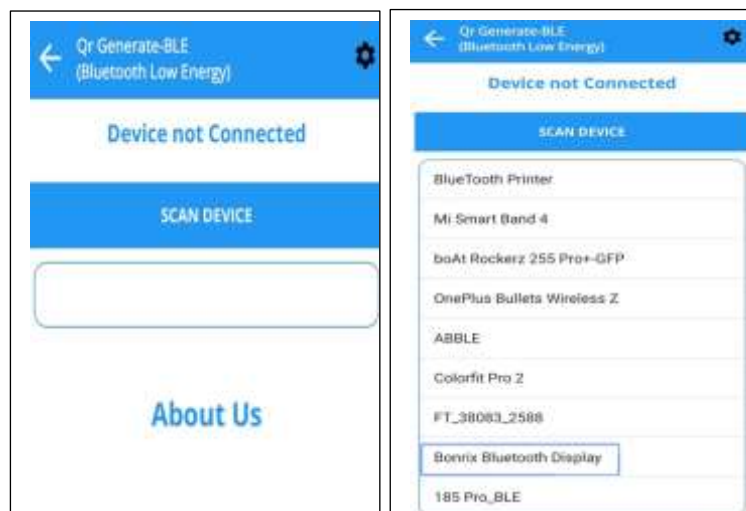 Qr Generate-BLE
(Bluetooth Low Energy)
Device not Connected
SCAN DEVICE
About Us
Qr Generate-BLE
(Bluetooth Low Energy)
Device not Connected
SCAN DEVICE
BlueTooth Printer
Mi Smart Band 4
boAt Rockerz 255 Pro+-GFP
OnePlus Bullets Wireless Z
ABBLE
Colorfit Pro 2
FT_38083_2588
Bonrix Bluetooth Display
185 Pro_BLE